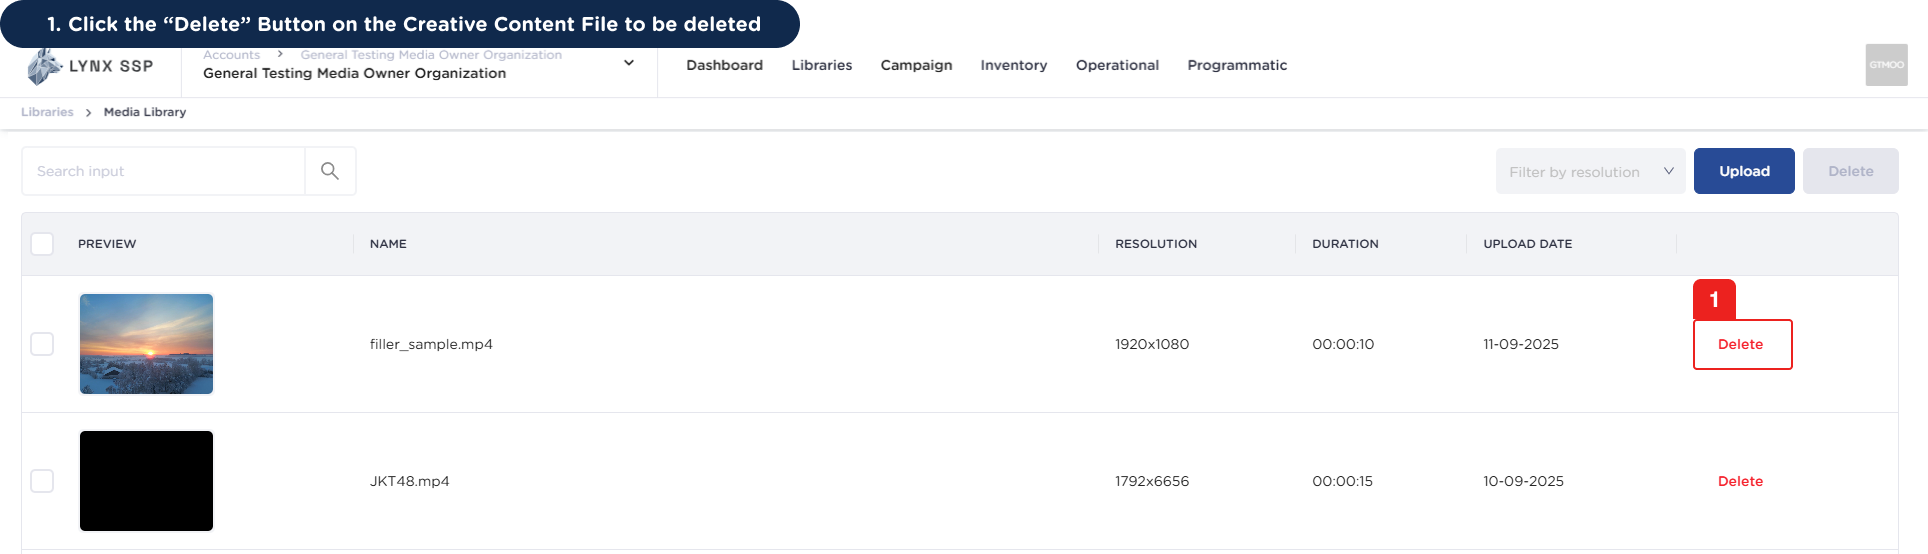 1. Click the “Delete” Button on the Creative Content File to be deleted
LYNX SSP
Accounts > General Testing Media Owner Organization
General Testing Media Owner Organization
Dashboard Libraries Campaign Inventory Operational Programmatic
GTMOO
Libraries > Media Library
Search input
Filter by resolution
Upload
Delete
PREVIEW NAME RESOLUTION DURATION UPLOAD DATE
1
filler_sample.mp4 1920x1080 00:00:10 11-09-2025 Delete
JKT48.mp4 1792x6656 00:00:15 10-09-2025 Delete